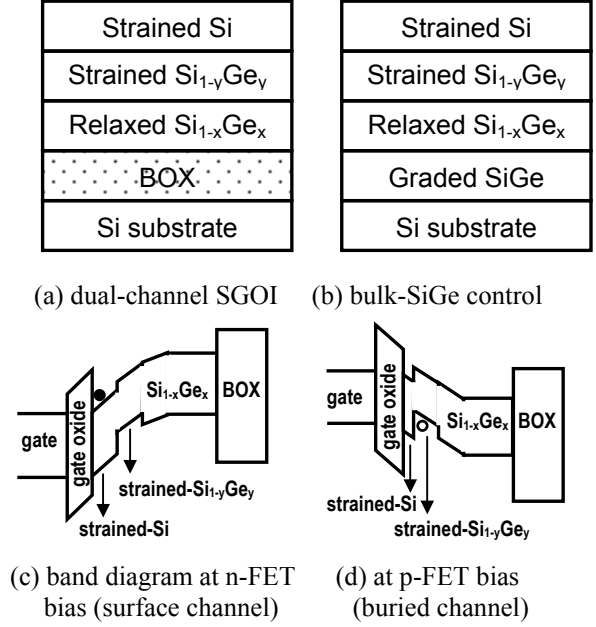 Strained Si
Strained Si1-yGey
Relaxed Si1-xGex
BOX
Si substrate
(a) dual-channel SGOI
Strained Si
Strained Si1-yGey
Relaxed Si1-xGex
Graded SiGe
Si substrate
(b) bulk-SiGe control
gate
gate oxide
Si1-xGex
BOX
strained-Si1-yGey
strained-Si
(c) band diagram at n-FET
bias (surface channel)
gate
gate oxide
Si1-xGex
BOX
strained-Si
strained-Si1-yGey
(d) at p-FET bias
(buried channel)